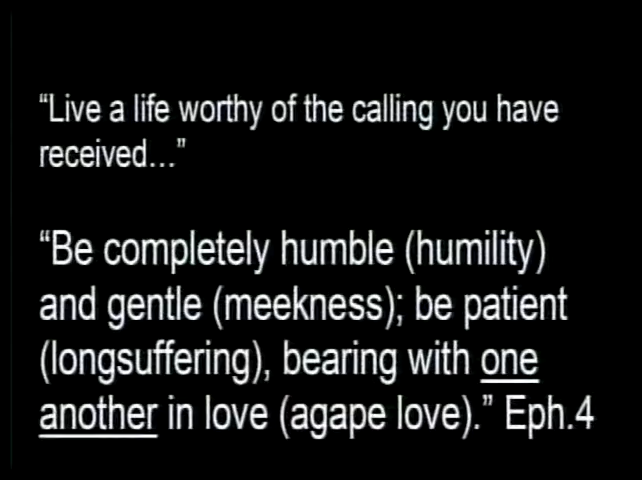 “Live a life worthy of the calling you have
received...”
“Be completely humble (humility)
and gentle (meekness); be patient
(longsuffering), bearing with one
another in love (agape love).” Eph.4